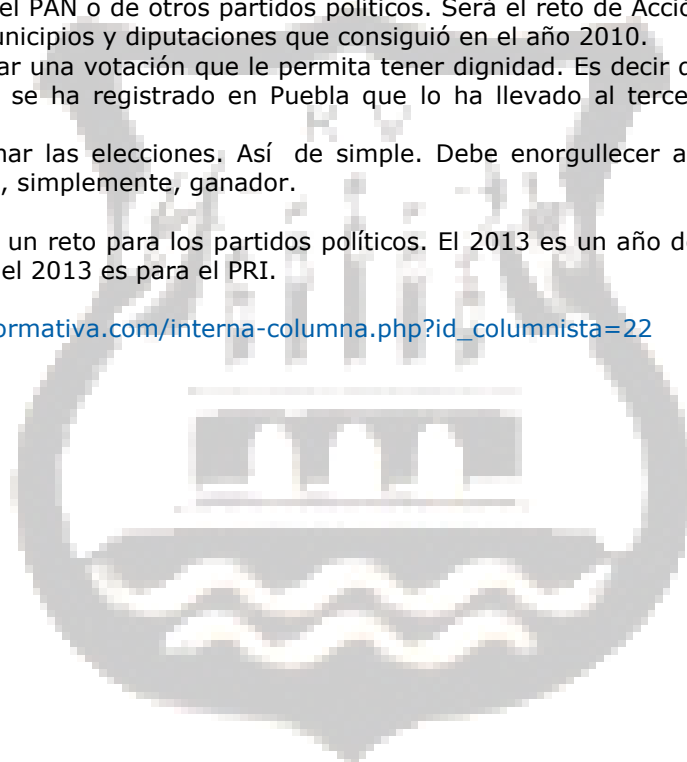 el PAN o de otros partidos políticos. Será el reto de Acció
unicipios y diputaciones que consiguió en el año 2010.
ar una votación que le permita tener dignidad. Es decir d
se ha registrado en Puebla que lo ha llevado al terce
nar las elecciones. Así de simple. Debe enorgullecer a
, simplemente, ganador.
un reto para los partidos políticos. El 2013 es un año d
el 2013 es para el PRI.
ormativa.com/interna-columna.php?id_columnista=22